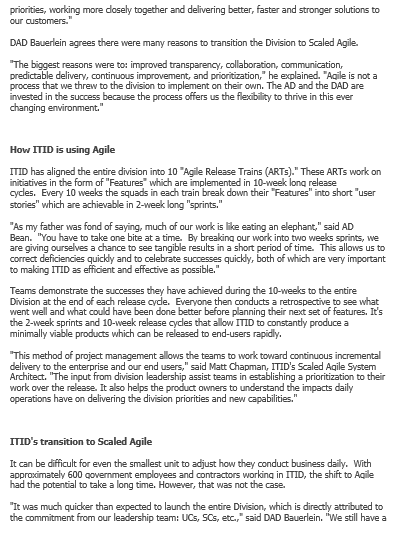 priorities, working more closely together and delivering better, faster and stronger solutions to
our customers."
DAD Bauerlein agrees there were many reasons to transition the Division to Scaled Agile.
"The biggest reasons were to: improved transparency, collaboration, communication,
predictable delivery, continuous improvement, and prioritization," he explained. "Agile is not a
process that we threw to the division to implement on their own. The AD and the DAD are
invested in the success because the process offers us the flexibility to thrive in this ever
changing environment."
How ITID is using Agile
ITID has aligned the entire division into 10 "Agile Release Trains (ARTs)." These ARTs work on
initiatives in the form of "Features" which are implemented in 10-week long release
cycles.  Every 10 weeks the squads in each train break down their "Features" into short "user
stories" which are achievable in 2-week long "sprints."
"As my father was fond of saying, much of our work is like eating an elephant," said AD
Bean.  "You have to take one bite at a time.  By breaking our work into two weeks sprints, we
are giving ourselves a chance to see tangible results in a short period of time.  This allows us to
correct deficiencies quickly and to celebrate successes quickly, both of which are very important
to making ITID as efficient and effective as possible."
Teams demonstrate the successes they have achieved during the 10-weeks to the entire
Division at the end of each release cycle.  Everyone then conducts a retrospective to see what
went well and what could have been done better before planning their next set of features. It's
the 2-week sprints and 10-week release cycles that allow ITID to constantly produce a
minimally viable products which can be released to end-users rapidly.
"This method of project management allows the teams to work toward continuous incremental
delivery to the enterprise and our end users," said Matt Chapman, ITID's Scaled Agile System
Architect. "The input from division leadership assist teams in establishing a prioritization to their
work over the release. It also helps the product owners to understand the impacts daily
operations have on delivering the division priorities and new capabilities."
ITID's transition to Scaled Agile
It can be difficult for even the smallest unit to adjust how they conduct business daily.  With
approximately 600 government employees and contractors working in ITID, the shift to Agile
had the potential to take a long time. However, that was not the case.
"It was much quicker than expected to launch the entire Division, which is directly attributed to
the commitment from our leadership team: UCs, SCs, etc.," said DAD Bauerlein. "We still have a